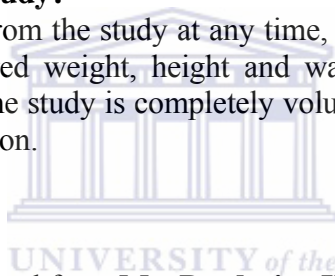 udy?
rom the study at any time,
ed weight, height and wa
ne study is completely volu
on.
UNIVERSITY of the